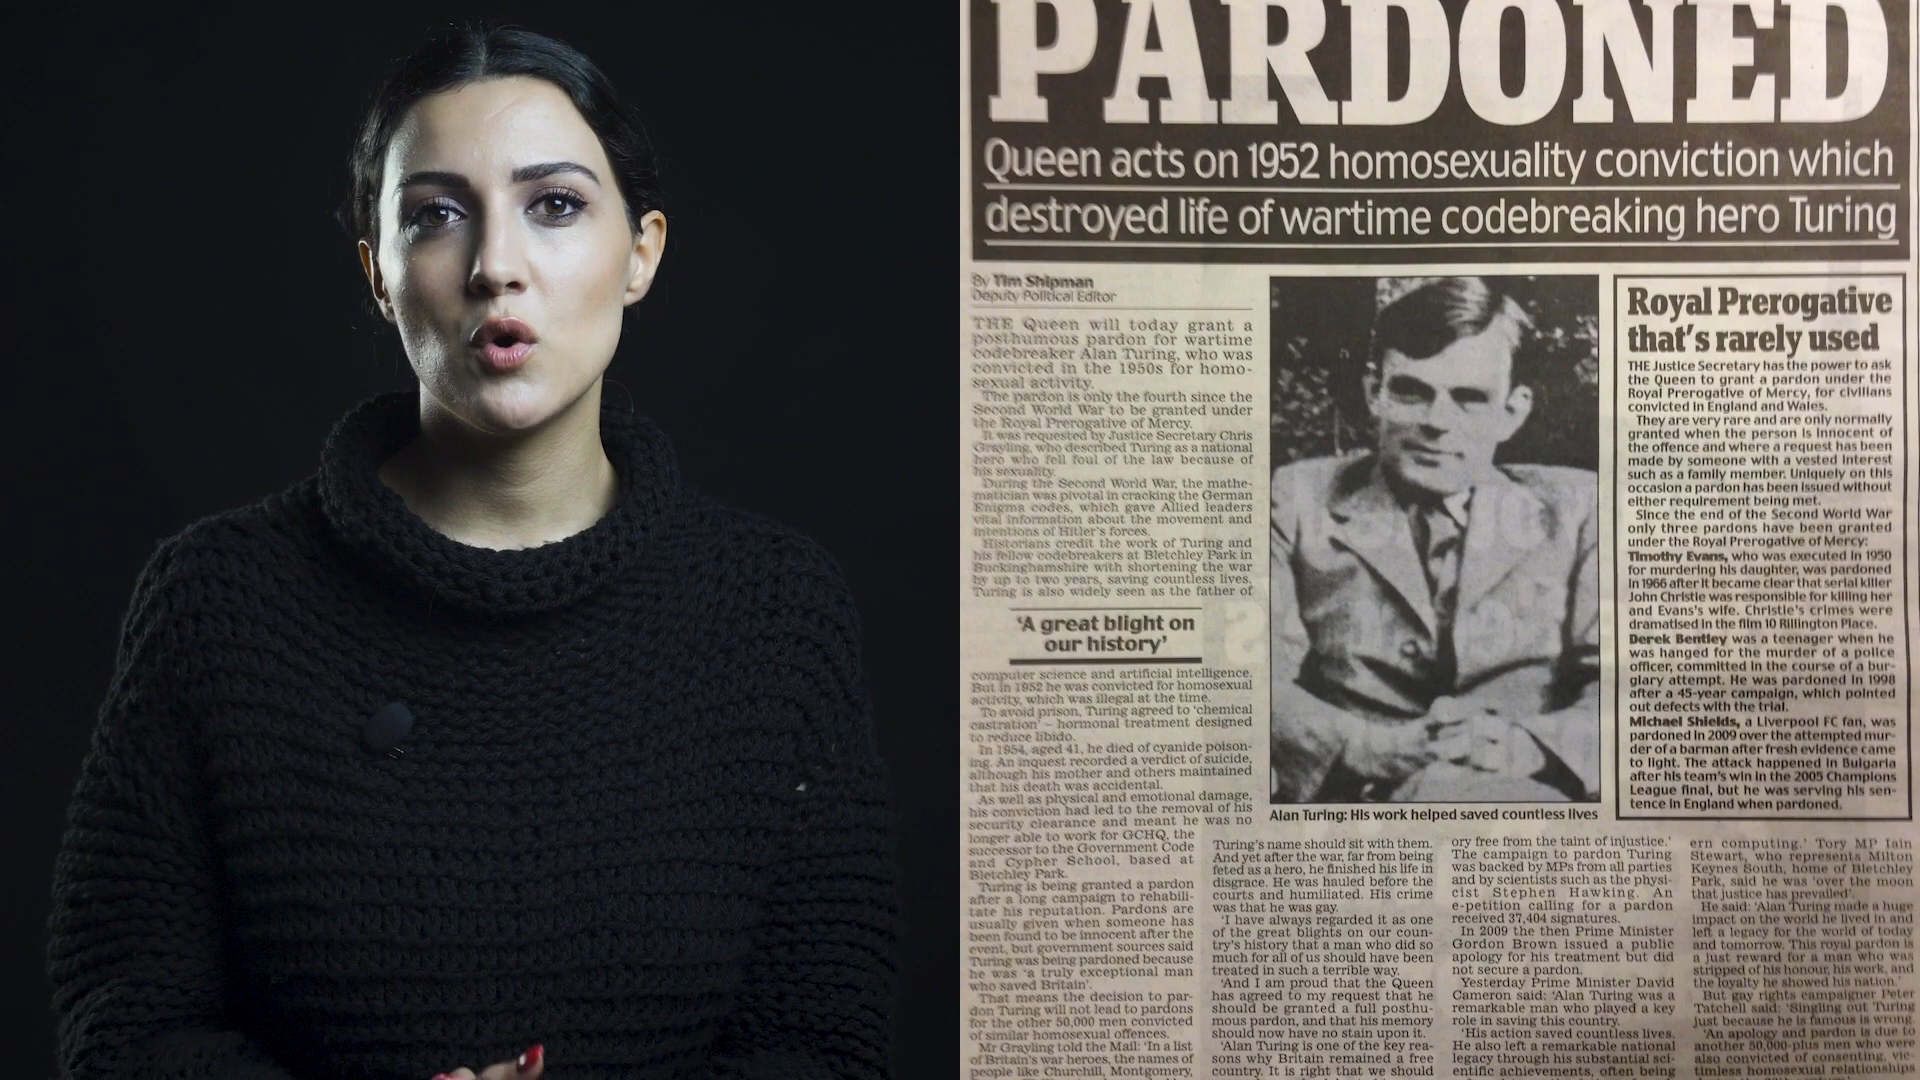 PARDONED
Queen acts on 1952 homosexuality conviction which
destroyed life of wartime codebreaking hero Turing
By Tim Shipman
Deputy Political Editor
THE Queen will today grant a
posthumous pardon for wartime
codebreaker Alan Turing, who was
convicted in the 1950s for homo-
sexual activity.
The pardon is only the fourth since the
Second World War to be granted under
the Royal Prerogative of Mercy.
It was requested by Justice Secretary Chris
Grayling, who described Turing as a national
hero who fell foul of the law because of
his sexuality.
During the Second World War, the mathe-
matician was pivotal in cracking the German
Enigma codes, which gave Allied leaders
vital information about the movement and
intentions of Hitler's forces.
Historians credit the work of Turing and
his fellow codebreakers at Bletchley Park in
Buckinghamshire with shortening the war
by up to two years, saving countless lives.
Turing is also widely seen as the father of
'A great blight on
our history'
computer science and artificial intelligence.
But in 1952 he was convicted for homosexual
activity, which was illegal at the time.
To avoid prison, Turing agreed to 'chemical
castration' – hormonal treatment designed
to reduce libido.
In 1954, aged 41, he died of cyanide poison-
ing. An inquest recorded a verdict of suicide,
although his mother and others maintained
that his death was accidental.
As well as physical and emotional damage,
his conviction had led to the removal of his
security clearance and meant he was no
longer able to work for GCHQ, the
successor to the Government Code
and Cypher School, based at
Bletchley Park.
Turing is being granted a pardon
after a long campaign to rehabili-
tate his reputation. Pardons are
usually given when someone has
been found to be innocent after the
event, but government sources said
Turing was being pardoned because
he was 'a truly exceptional man
who saved Britain'.
That means the decision to par-
don Turing will not lead to pardons
for the other 50,000 men convicted
of similar homosexual offences.
Mr Grayling told the Mail: 'In a list
of Britain's war heroes, the names of
people like Churchill, Montgomery,
Alan Turing: His work helped saved countless lives
Turing's name should sit with them.
And yet after the war, far from being
feted as a hero, he finished his life in
disgrace. He was hauled before the
courts and humiliated. His crime
was that he was gay.
'I have always regarded it as one
of the great blights on our coun-
try's history that a man who did so
much for all of us should have been
treated in such a terrible way.
'And I am proud that the Queen
has agreed to my request that he
should be granted a full posthu-
mous pardon, and that his memory
should now have no stain upon it.
'Alan Turing is one of the key rea-
sons why Britain remained a free
country. It is right that we should
ory free from the taint of injustice.'
The campaign to pardon Turing
was backed by MPs from all parties
and by scientists such as the physi-
cist Stephen Hawking. An
e-petition calling for a pardon
received 37,404 signatures.
In 2009 the then Prime Minister
Gordon Brown issued a public
apology for his treatment but did
not secure a pardon.
Yesterday Prime Minister David
Cameron said: 'Alan Turing was a
remarkable man who played a key
role in saving this country.
'His action saved countless lives.
He also left a remarkable national
legacy through his substantial sci-
entific achievements, often being
ern computing.' Tory MP Iain
Stewart, who represents Milton
Keynes South, home of Bletchley
Park, said he was 'over the moon
that justice has prevailed'.
He said: 'Alan Turing made a huge
impact on the world he lived in and
left a legacy for the world of today
and tomorrow. This royal pardon is
a just reward for a man who was
stripped of his honour, his work, and
the loyalty he showed his nation.'
But gay rights campaigner Peter
Tatchell said: 'Singling out Turing
just because he is famous is wrong.
An apology and pardon is due to
another 50,000-plus men who were
also convicted of consenting, vic-
timless homosexual relationships
Royal Prerogative
that's rarely used
THE Justice Secretary has the power to ask
the Queen to grant a pardon under the
Royal Prerogative of Mercy, for civilians
convicted in England and Wales.
They are very rare and are only normally
granted when the person is innocent of
the offence and where a request has been
made by someone with a vested interest
such as a family member. Uniquely on this
occasion a pardon has been issued without
either requirement being met.
Since the end of the Second World War
only three pardons have been granted
under the Royal Prerogative of Mercy:
Timothy Evans, who was executed in 1950
for murdering his daughter, was pardoned
in 1966 after it became clear that serial killer
John Christie was responsible for killing her
and Evans's wife. Christie's crimes were
dramatised in the film 10 Rillington Place.
Derek Bentley was a teenager when he
was hanged for the murder of a police
officer, committed in the course of a bur-
glary attempt. He was pardoned in 1998
after a 45-year campaign, which pointed
out defects with the trial.
Michael Shields, a Liverpool FC fan, was
pardoned in 2009 over the attempted mur-
der of a barman after fresh evidence came
to light. The attack happened in Bulgaria
after his team's win in the 2005 Champions
League final, but he was serving his sen-
tence in England when pardoned.